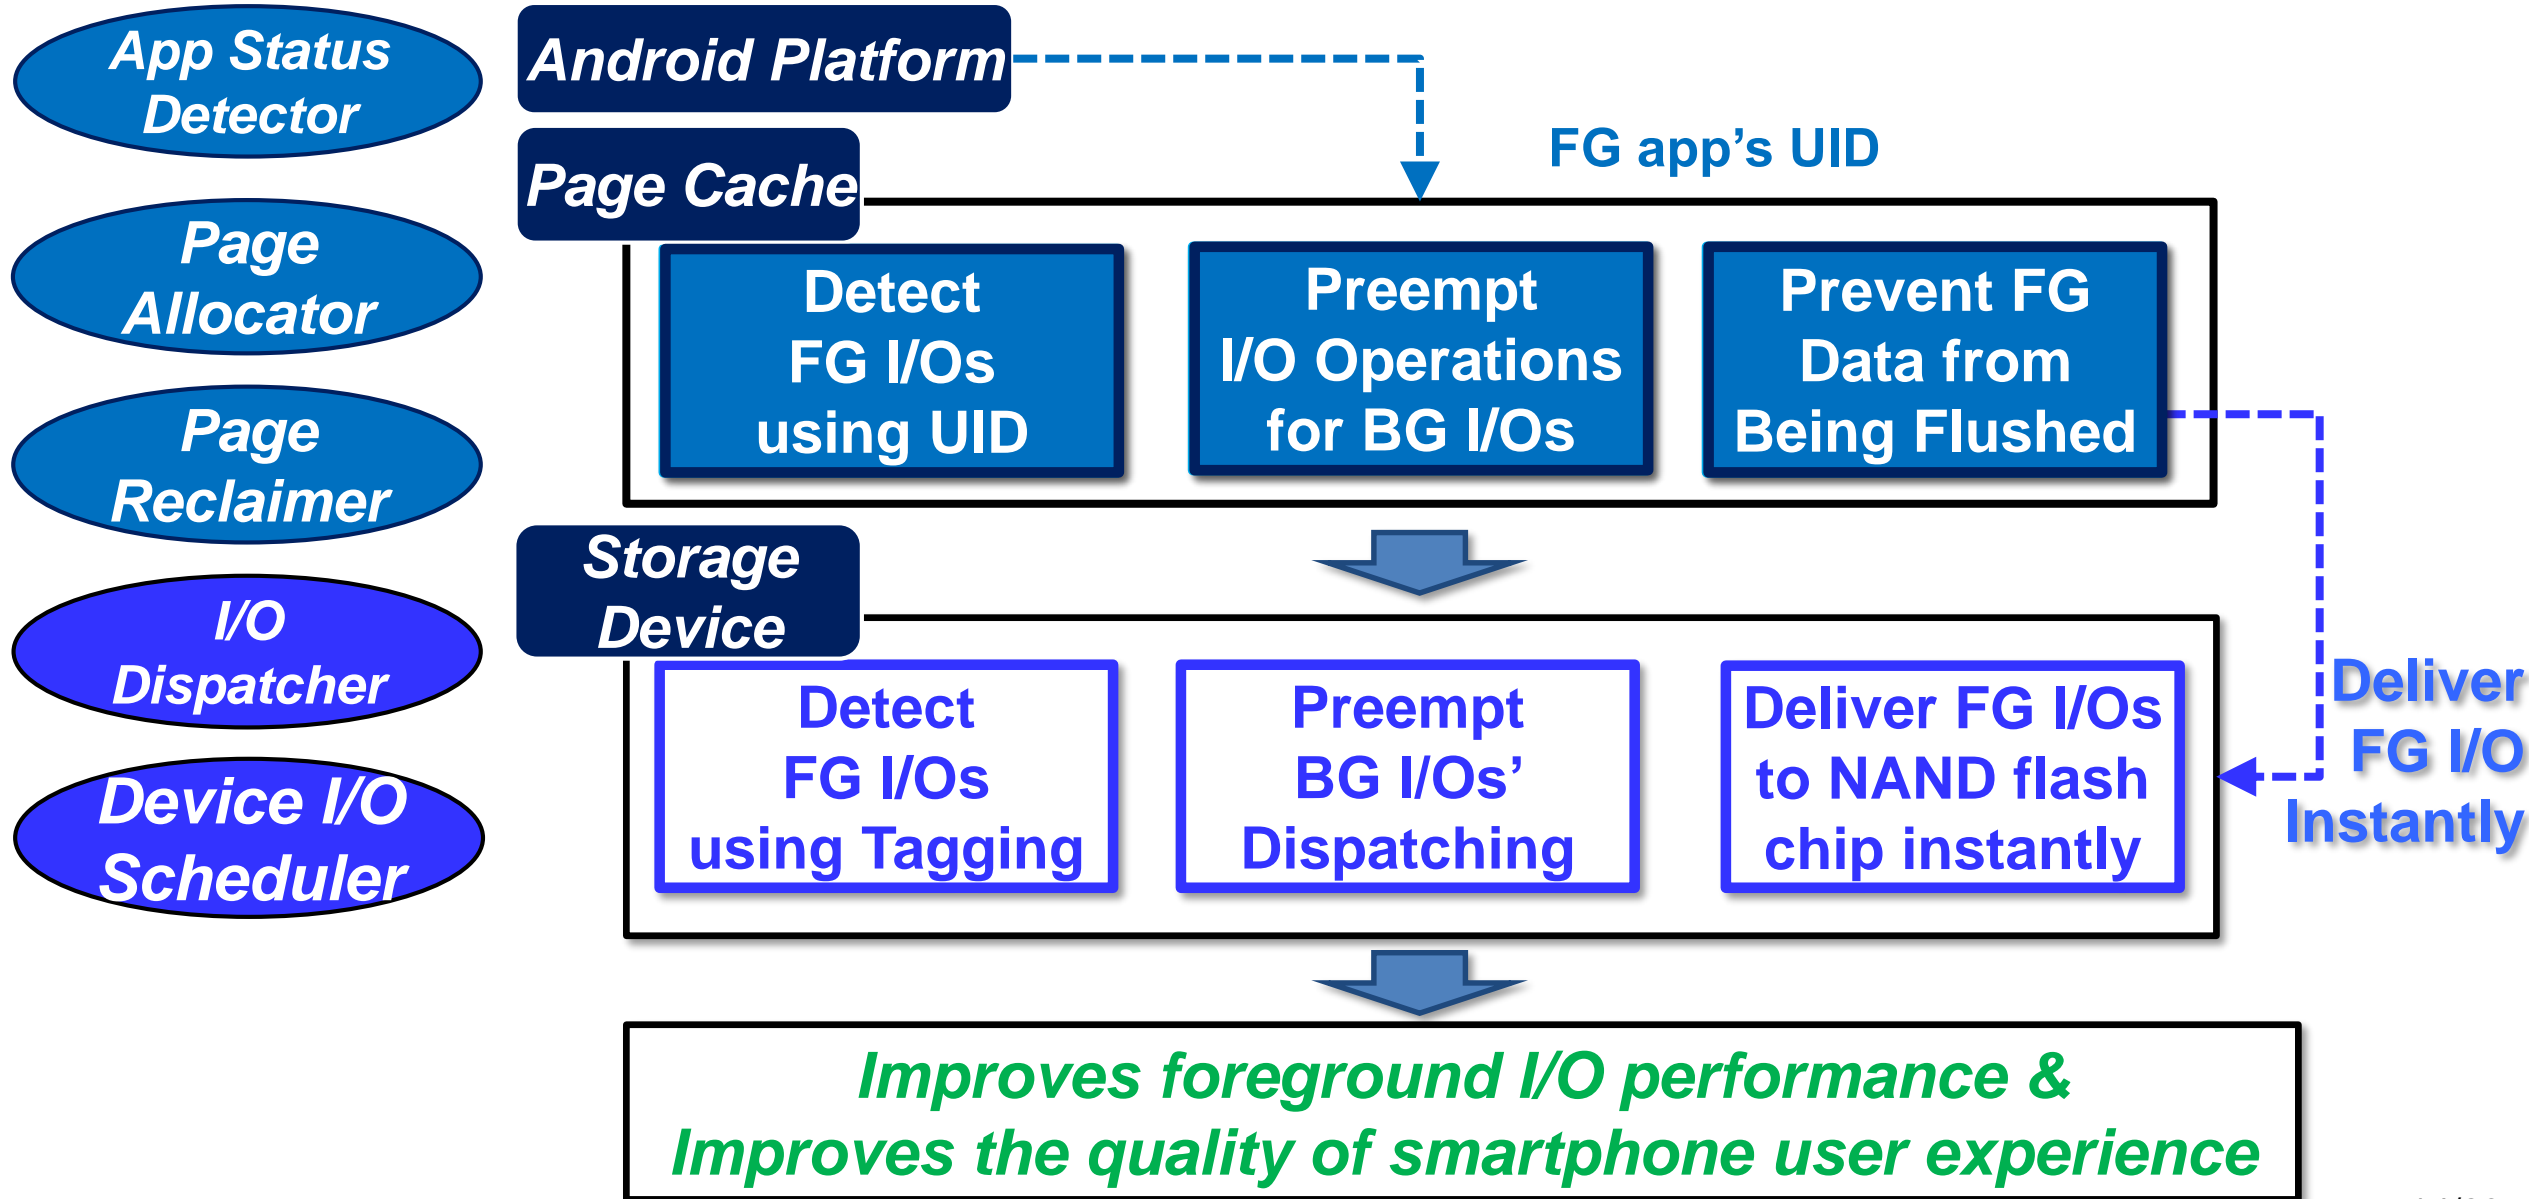 App Status
Detector
Page
Allocator
Page
Reclaimer
I/O
Dispatcher
Device I/O
Scheduler
Android Platform
FG app’s UID
Page Cache
Detect
FG I/Os
using UID
Preempt
I/O Operations
for BG I/Os
Prevent FG
Data from
Being Flushed
Storage
Device
Detect
FG I/Os
using Tagging
Preempt
BG I/Os’
Dispatching
Deliver FG I/Os
to NAND flash
chip instantly
Deliver
FG I/O
Instantly
Improves foreground I/O performance &
Improves the quality of smartphone user experience